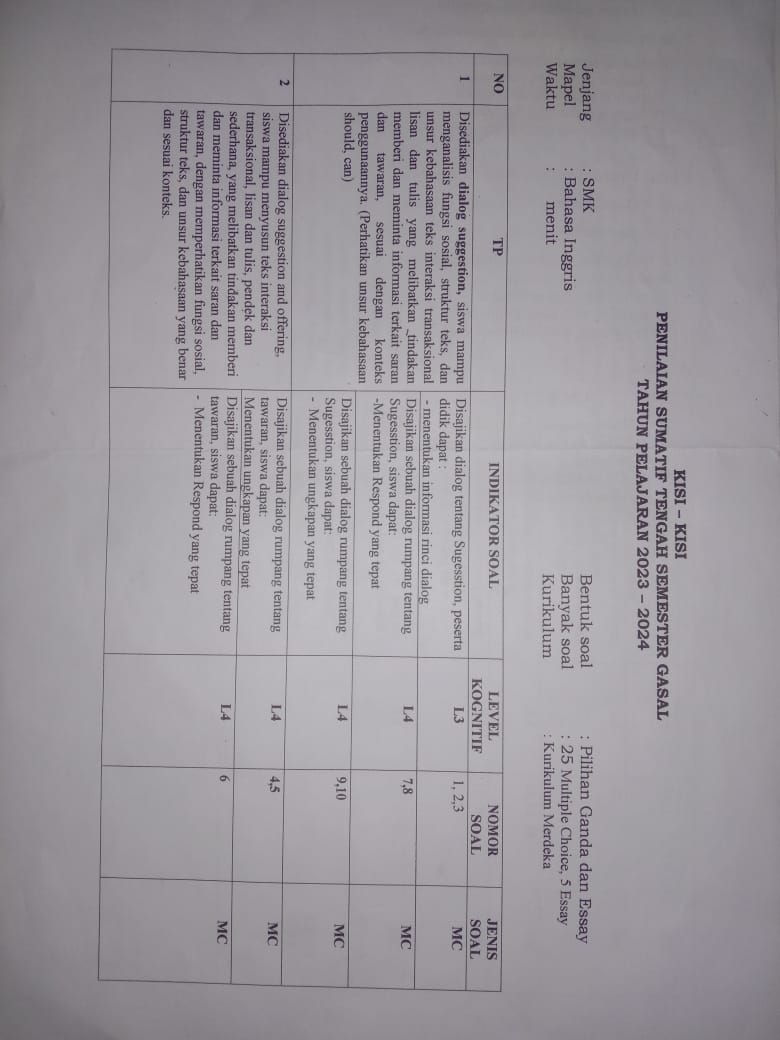 KISI – KISI
PENILAIAN SUMATIF TENGAH SEMESTER GASAL
TAHUN PELAJARAN 2023 – 2024
Jenjang : SMK
Mapel : Bahasa Inggris
Waktu : menit
Bentuk soal : Pilihan Ganda dan Essay
Banyak soal : 25 Multiple Choice, 5 Essay
Kurikulum : Kurikulum Merdeka
NO TP INDIKATOR SOAL LEVEL KOGNITIF NOMOR SOAL JENIS SOAL
1
Disediakan dialog suggestion, siswa mampu
menganalisis fungsi sosial, struktur teks, dan
unsur kebahasaan teks interaksi transaksional
lisan dan tulis yang melibatkan tindakan
memberi dan meminta informasi terkait saran
dan tawaran, sesuai dengan konteks
penggunaannya. (Perhatikan unsur kebahasaan
should, can)
Disajikan dialog tentang Sugesstion, peserta
didik dapat :
- menentukan informasi rinci dialog
L3 1, 2,3 MC
Disajikan sebuah dialog rumpang tentang
Sugesstion, siswa dapat:
-Menentukan Respond yang tepat
L4 7,8 MC
Disajikan sebuah dialog rumpang tentang
Sugesstion, siswa dapat:
- Menentukan ungkapan yang tepat
L4 9,10 MC
2
Disediakan dialog suggestion and offering,
siswa mampu menyusun teks interaksi
transaksional, lisan dan tulis, pendek dan
sederhana, yang melibatkan tindakan memberi
dan meminta informasi terkait saran dan
tawaran, dengan memperhatikan fungsi sosial,
struktur teks, dan unsur kebahasaan yang benar
dan sesuai konteks.
Disajikan sebuah dialog rumpang tentang
tawaran, siswa dapat:
Menentukan ungkapan yang tepat
L4 4,5 MC
Disajikan sebuah dialog rumpang tentang
tawaran, siswa dapat:
- Menentukan Respond yang tepat
L4 6 MC